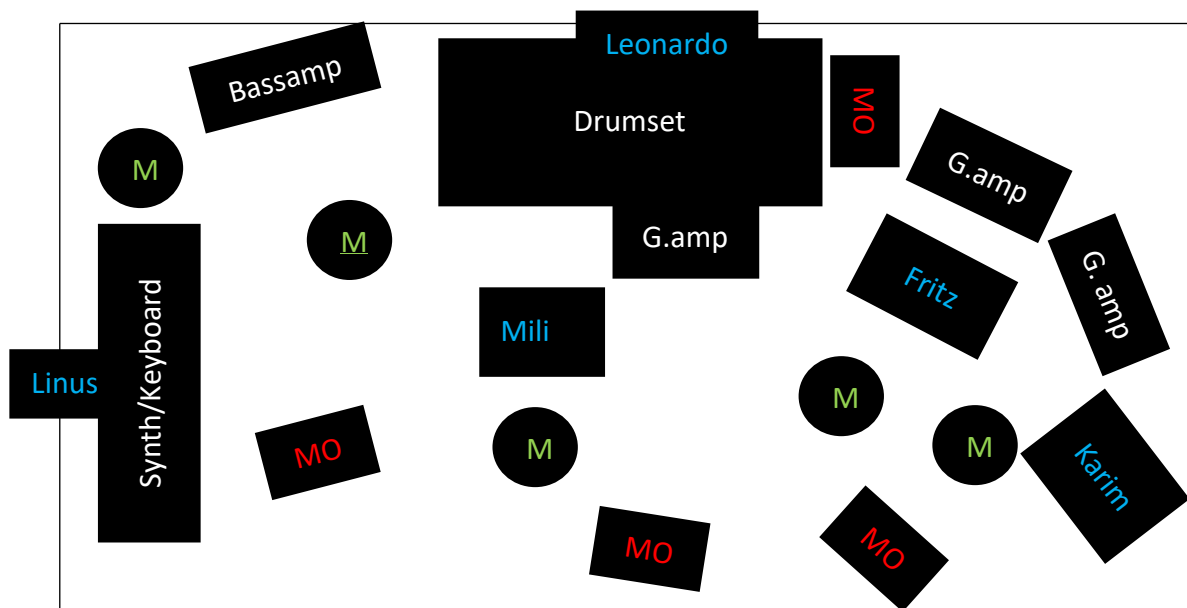 Leonardo
Bassamp
Drumset
MO
G.amp
M
M
G.amp
Fritz
G. amp
Synth/Keyboard
Mili
Linus
M
M
M
MO
Karim
MO
MO